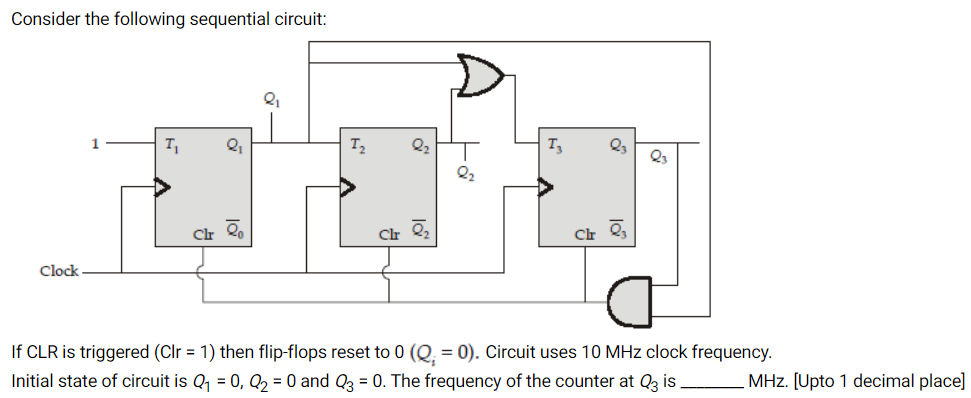 Consider the following sequential circuit:
Q₁
1 T₁ Q₁ T₂ Q₂ T₃ Q₃ Q₃
Q₂
Clr Q̅₀ Clr Q̅₂ Clr Q̅₃
Clock
If CLR is triggered (Clr = 1) then flip-flops reset to 0 (Qᵢ = 0). Circuit uses 10 MHz clock frequency.
Initial state of circuit is Q₁ = 0, Q₂ = 0 and Q₃ = 0. The frequency of the counter at Q₃ is ________ MHz. [Upto 1 decimal place]